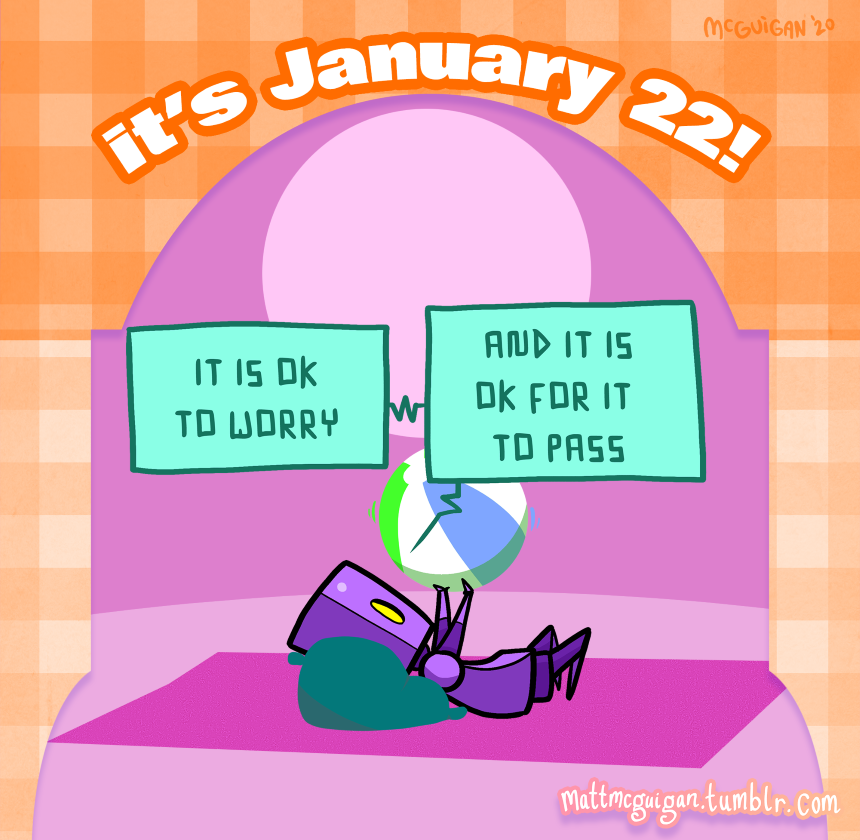 McGUiGAN '20
it's January 22!
IT IS OK
TO WORRY
AND IT IS
OK FOR IT
TO PASS
mattmcguigan.tumblr.com